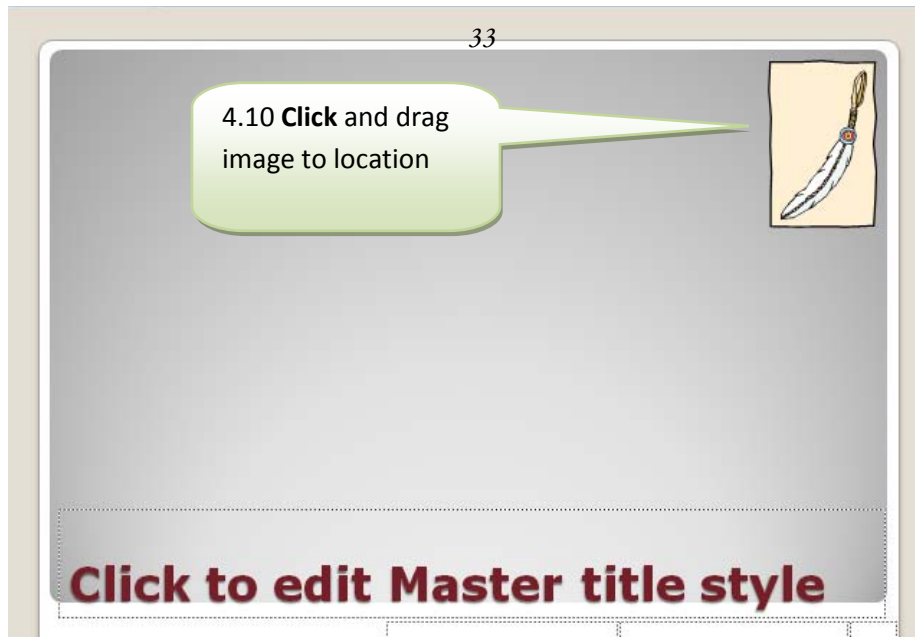 33
4.10 Click and drag
image to location
Click to edit Master title style